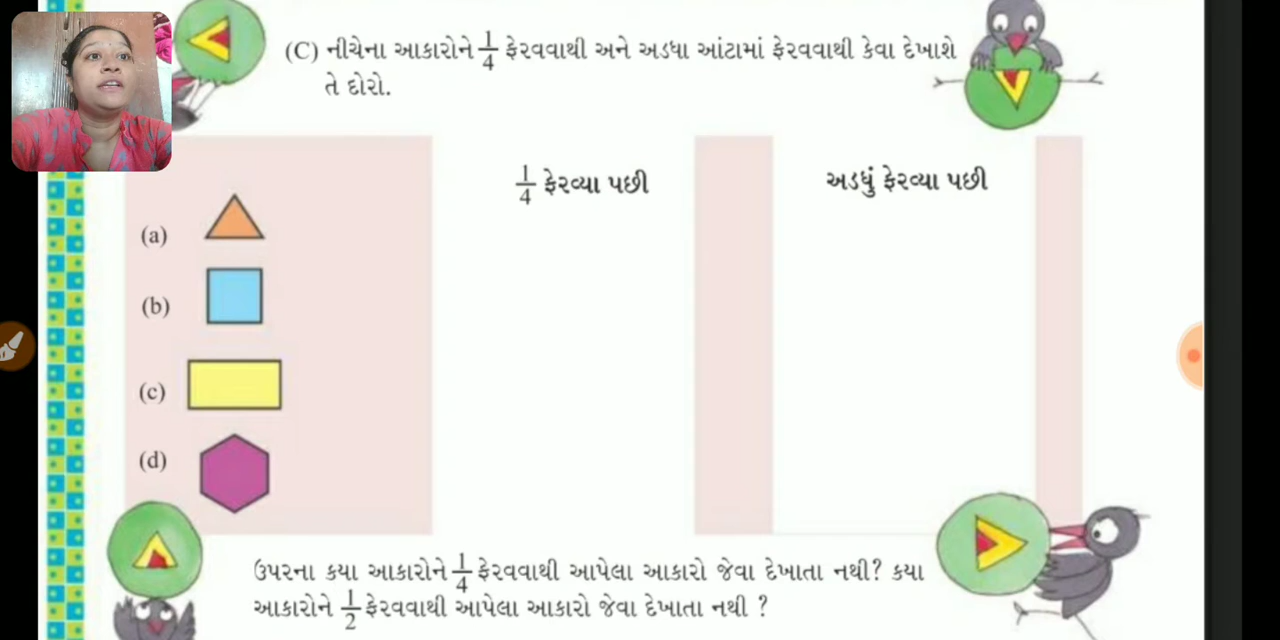 (C) નીચેના આકારોને 1/4 ફેરવવાથી અને અડધા આંટામાં ફેરવવાથી કેવા દેખાશે
તે દોરો.
1/4 ફેરવ્યા પછી
અડધું ફેરવ્યા પછી
(a)
(b)
(c)
(d)
ઉપરના કયા આકારોને 1/4 ફેરવવાથી આપેલા આકારો જેવા દેખાતા નથી? કયા
આકારોને 1/2 ફેરવવાથી આપેલા આકારો જેવા દેખાતા નથી ?